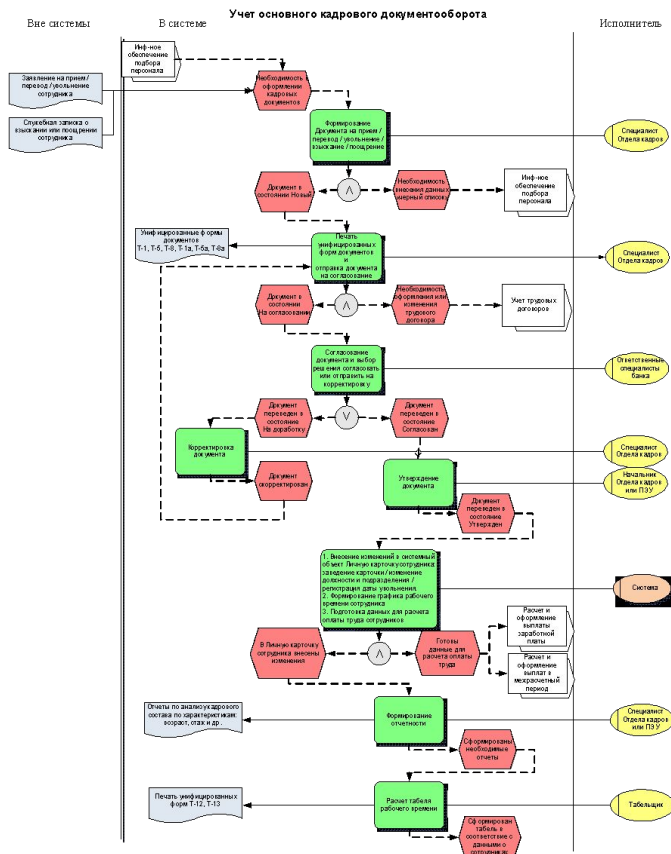 Учет основного кадрового документооборота
Вне системы
В системе
Исполнитель
Инф-ное
обеспечение
подбора
персонала
Заявление на прием /
перевод / увольнение
сотрудника
Необходимость в
оформлении
кадровых
документов
Служебная записка о
взыскании или поощрении
сотрудника
Формирование
Документа на прием /
перевод / увольнение /
взыскание / поощрение
Специалист
Отдела кадров
Документ в
состоянии Новый
Λ
Необходимость
внесения данных
черный список
Инф-ное
обеспечение
подбора
персонала
Унифицированные формы
документов
Т-1, Т-5, Т-8, Т-1а, Т-5а, Т-8а
Печать
унифицированных
форм документов
и
отправка документа
на согласование
Специалист
Отдела кадров
Документ в
состоянии
На согласовании
Λ
Необходимость
оформления или
изменения
трудового
договора
Учет трудовых
договоров
Согласование
документа и выбор
решения согласовать
или отправить на
корректировку
Ответственные
специалисты
банка
Документ
переведен в
состояние
На доработку
V
Документ
переведен в
состояние
Согласован
Корректировка
документа
Специалист
Отдела кадров
Документ
скорректирован
Утверждение
документа
Начальник
Отдела кадров
или ПЭУ
Документ
переведен в
состояние
Утвержден
1. Внесение изменений в системный
объект Личную карточку сотрудника:
заведение карточки / изменение
должности и подразделения /
регистрация даты увольнения.
2. Формирование графика рабочего
времени сотрудника
3. Подготовка данных для расчета
оплаты труда сотрудников
Система
В Личную карточку
сотрудника внесены
изменения
Λ
Готовы
данные для
расчета оплаты
труда
Расчет и
оформление
выплаты
заработной
платы
Расчет и
оформление
выплат в
межрасчетный
период
Отчеты по анализу кадрового
состава по характеристикам:
возраст, стаж и др.
Формирование
отчетности
Специалист
Отдела кадров
или ПЭУ
Сформированы
необходимые
отчеты
Печать унифицированных
форм Т-12, Т-13
Расчет табеля
рабочего времени
Табельщик
Сформирован
табель в
соответствие с
данными о
сотрудниках